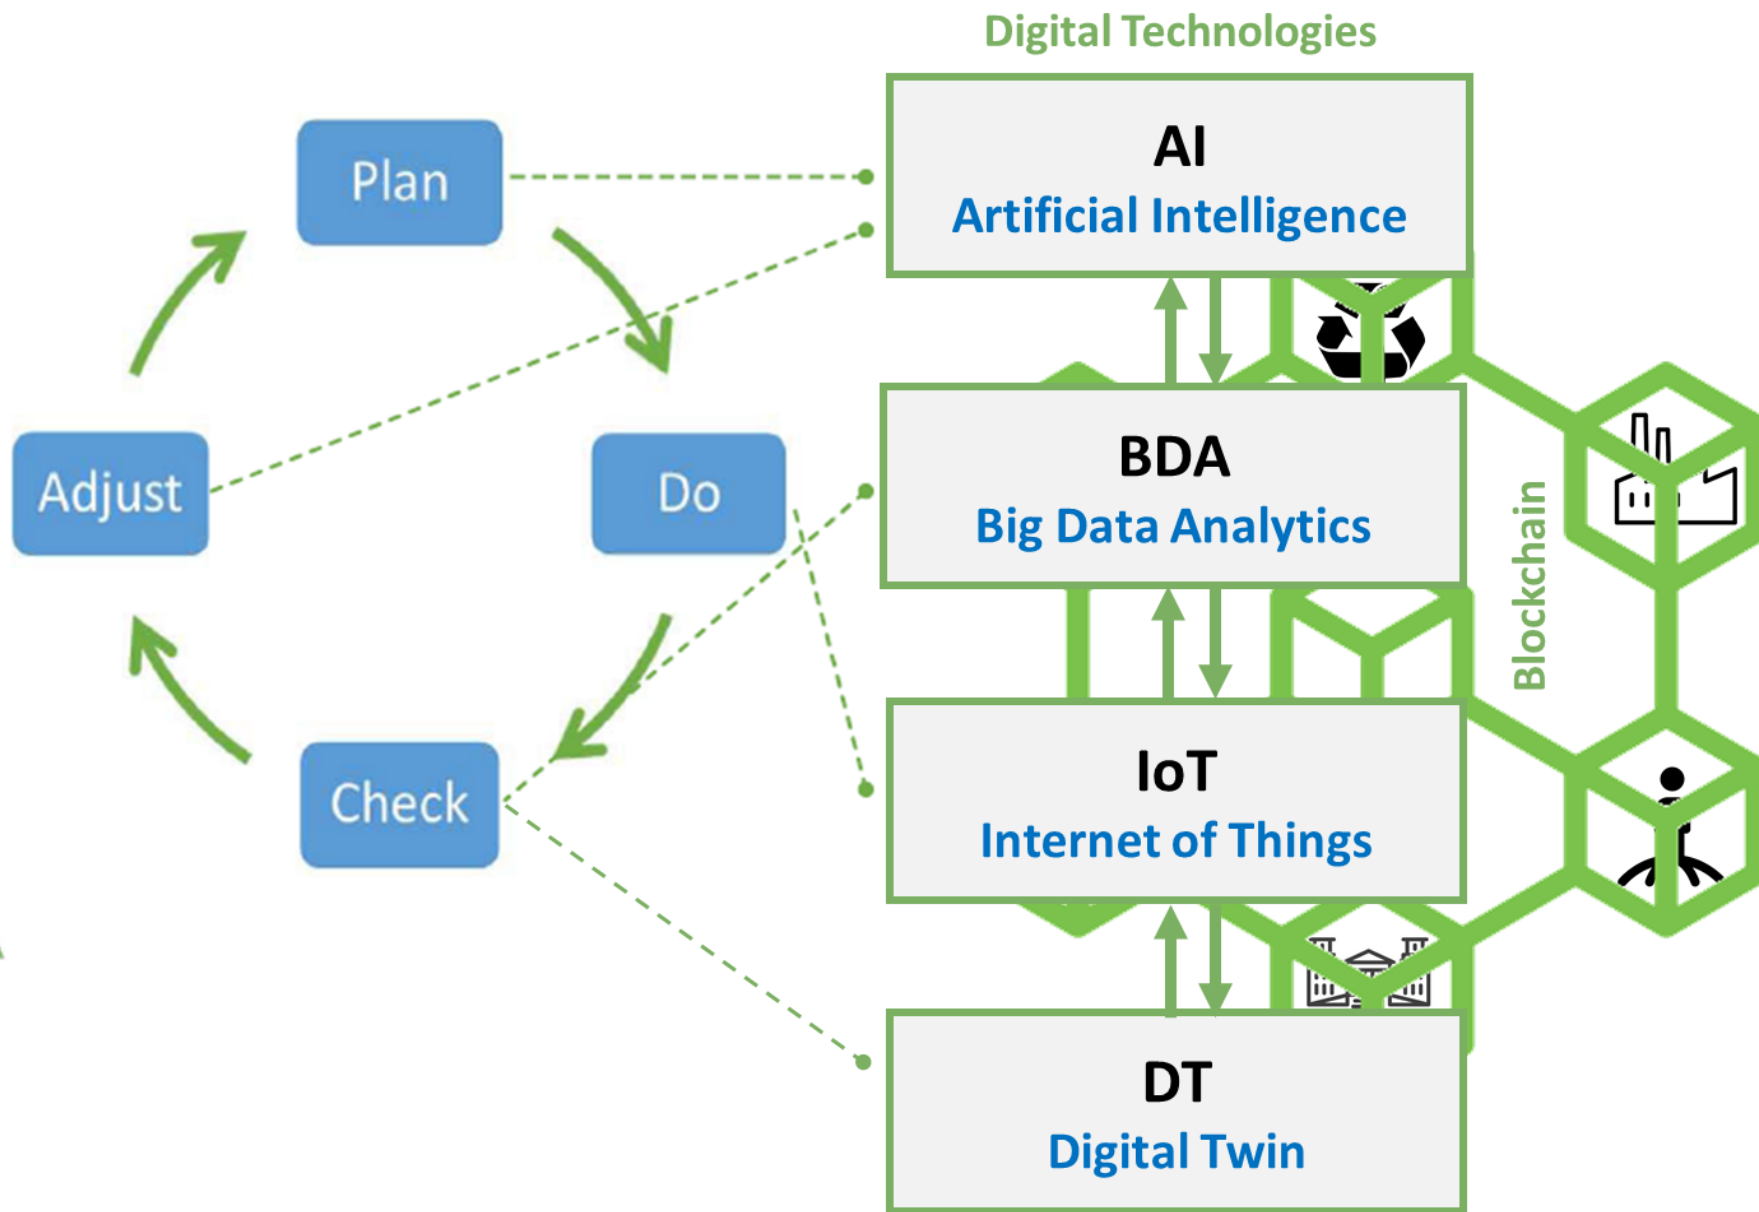 Digital Technologies
Plan
Do
Check
Adjust
AI
Artificial Intelligence
BDA
Big Data Analytics
IoT
Internet of Things
DT
Digital Twin
Blockchain